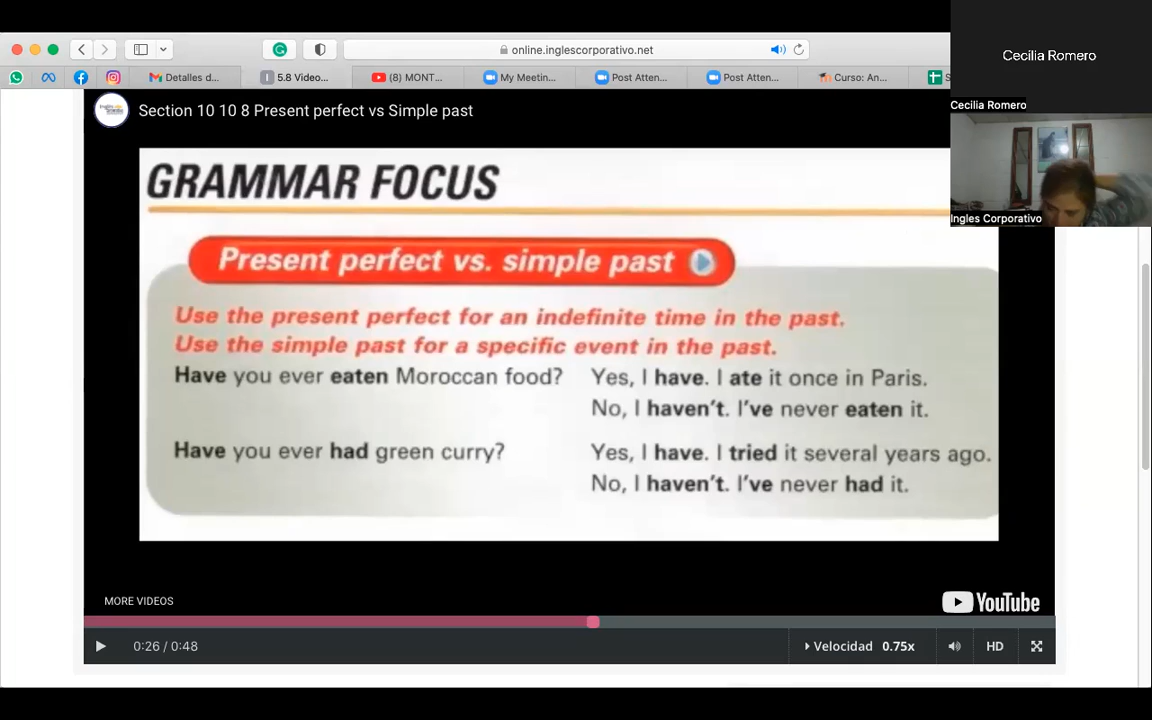 online.inglescorporativo.net
Detalles d...
5.8 Video...
(8) MONT...
My Meetin...
Post Atten...
Post Atten...
Curso: An...
S
Cecilia Romero
Cecilia Romero
Ingles Corporativo
Section 10 10 8 Present perfect vs Simple past
GRAMMAR FOCUS
Present perfect vs. simple past
Use the present perfect for an indefinite time in the past.
Use the simple past for a specific event in the past.
Have you ever eaten Moroccan food? Yes, I have. I ate it once in Paris.
No, I haven't. I've never eaten it.
Have you ever had green curry? Yes, I have. I tried it several years ago.
No, I haven't. I've never had it.
MORE VIDEOS
YouTube
0:26 / 0:48
Velocidad 0.75x
HD